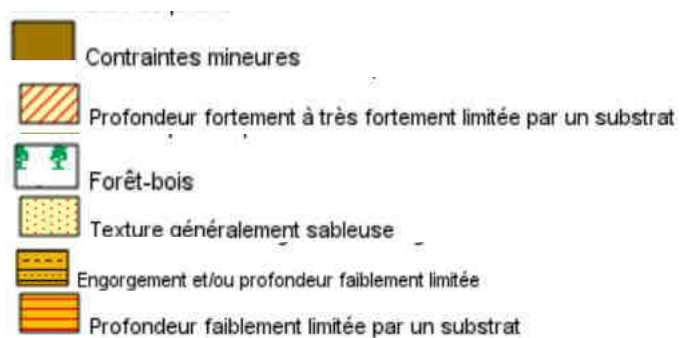 Contraintes mineures
Profondeur fortement à très fortement limitée par un substrat
Forêt-bois
Texture généralement sableuse
Engorgement et/ou profondeur faiblement limitée
Profondeur faiblement limitée par un substrat